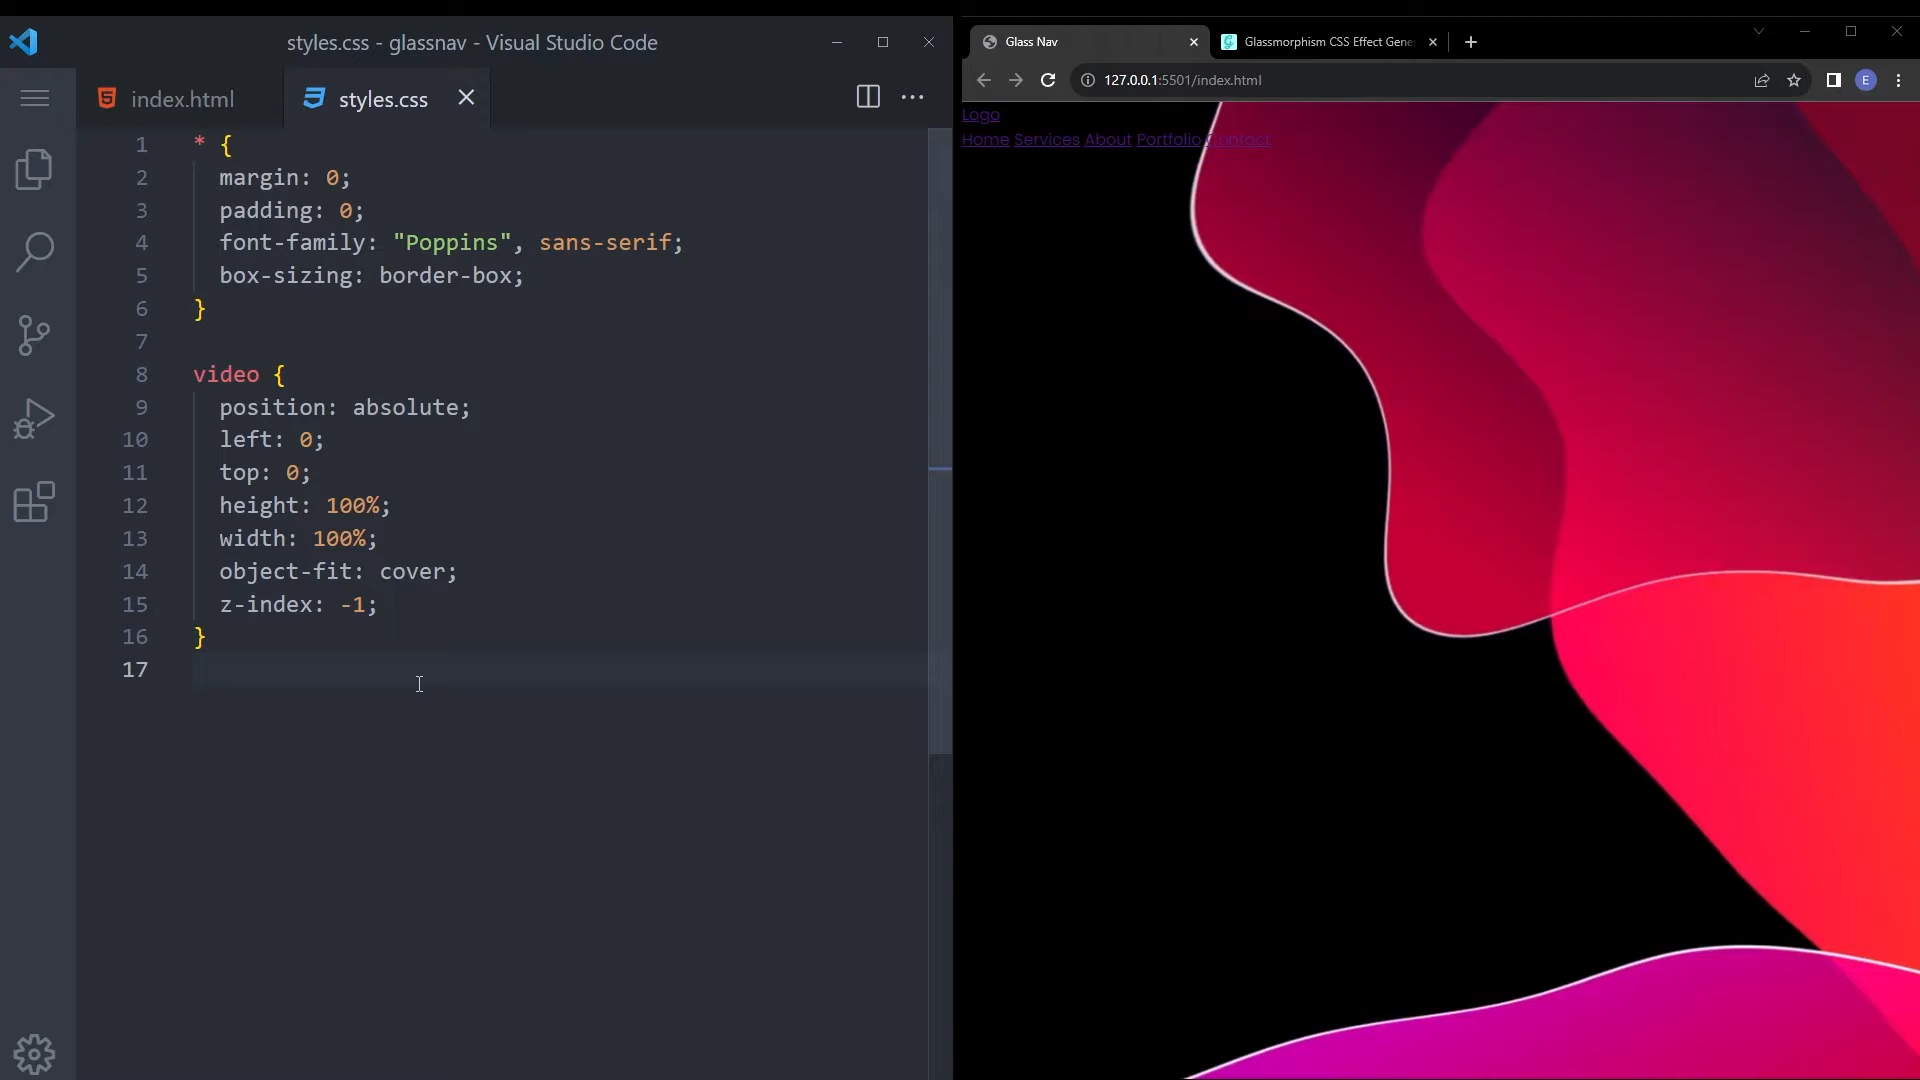 styles.css - glassnav - Visual Studio Code
index.html
styles.css
1 * {
2 margin: 0;
3 padding: 0;
4 font-family: "Poppins", sans-serif;
5 box-sizing: border-box;
6 }
7
8 video {
9 position: absolute;
10 left: 0;
11 top: 0;
12 height: 100%;
13 width: 100%;
14 object-fit: cover;
15 z-index: -1;
16 }
17
Glass Nav
Glassmorphism CSS Effect Gene
127.0.0.1:5501/index.html
E
Logo
Home Services About Portfolio Contact